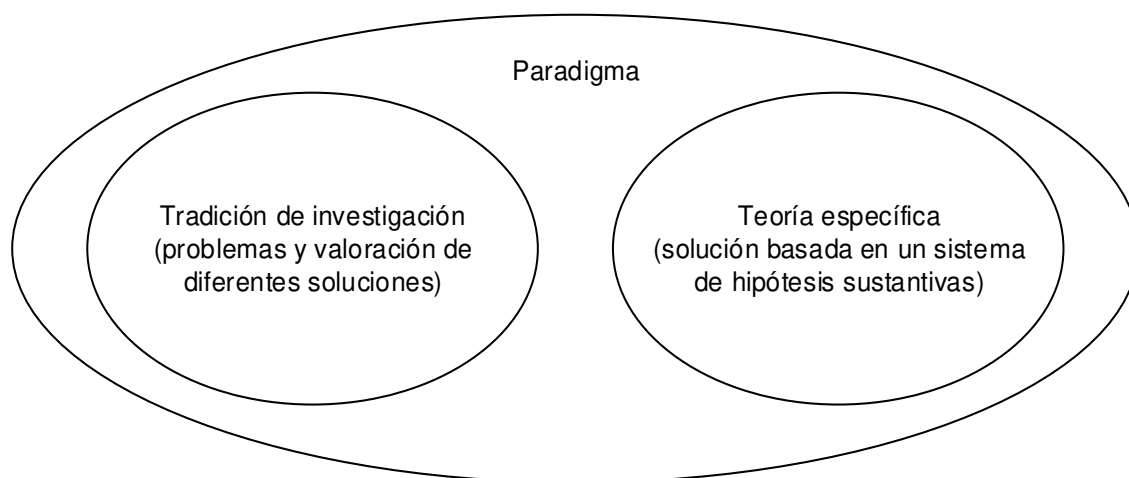 Paradigma
Tradición de investigación
(problemas y valoración de
diferentes soluciones)
Teoría específica
(solución basada en un sistema
de hipótesis sustantivas)